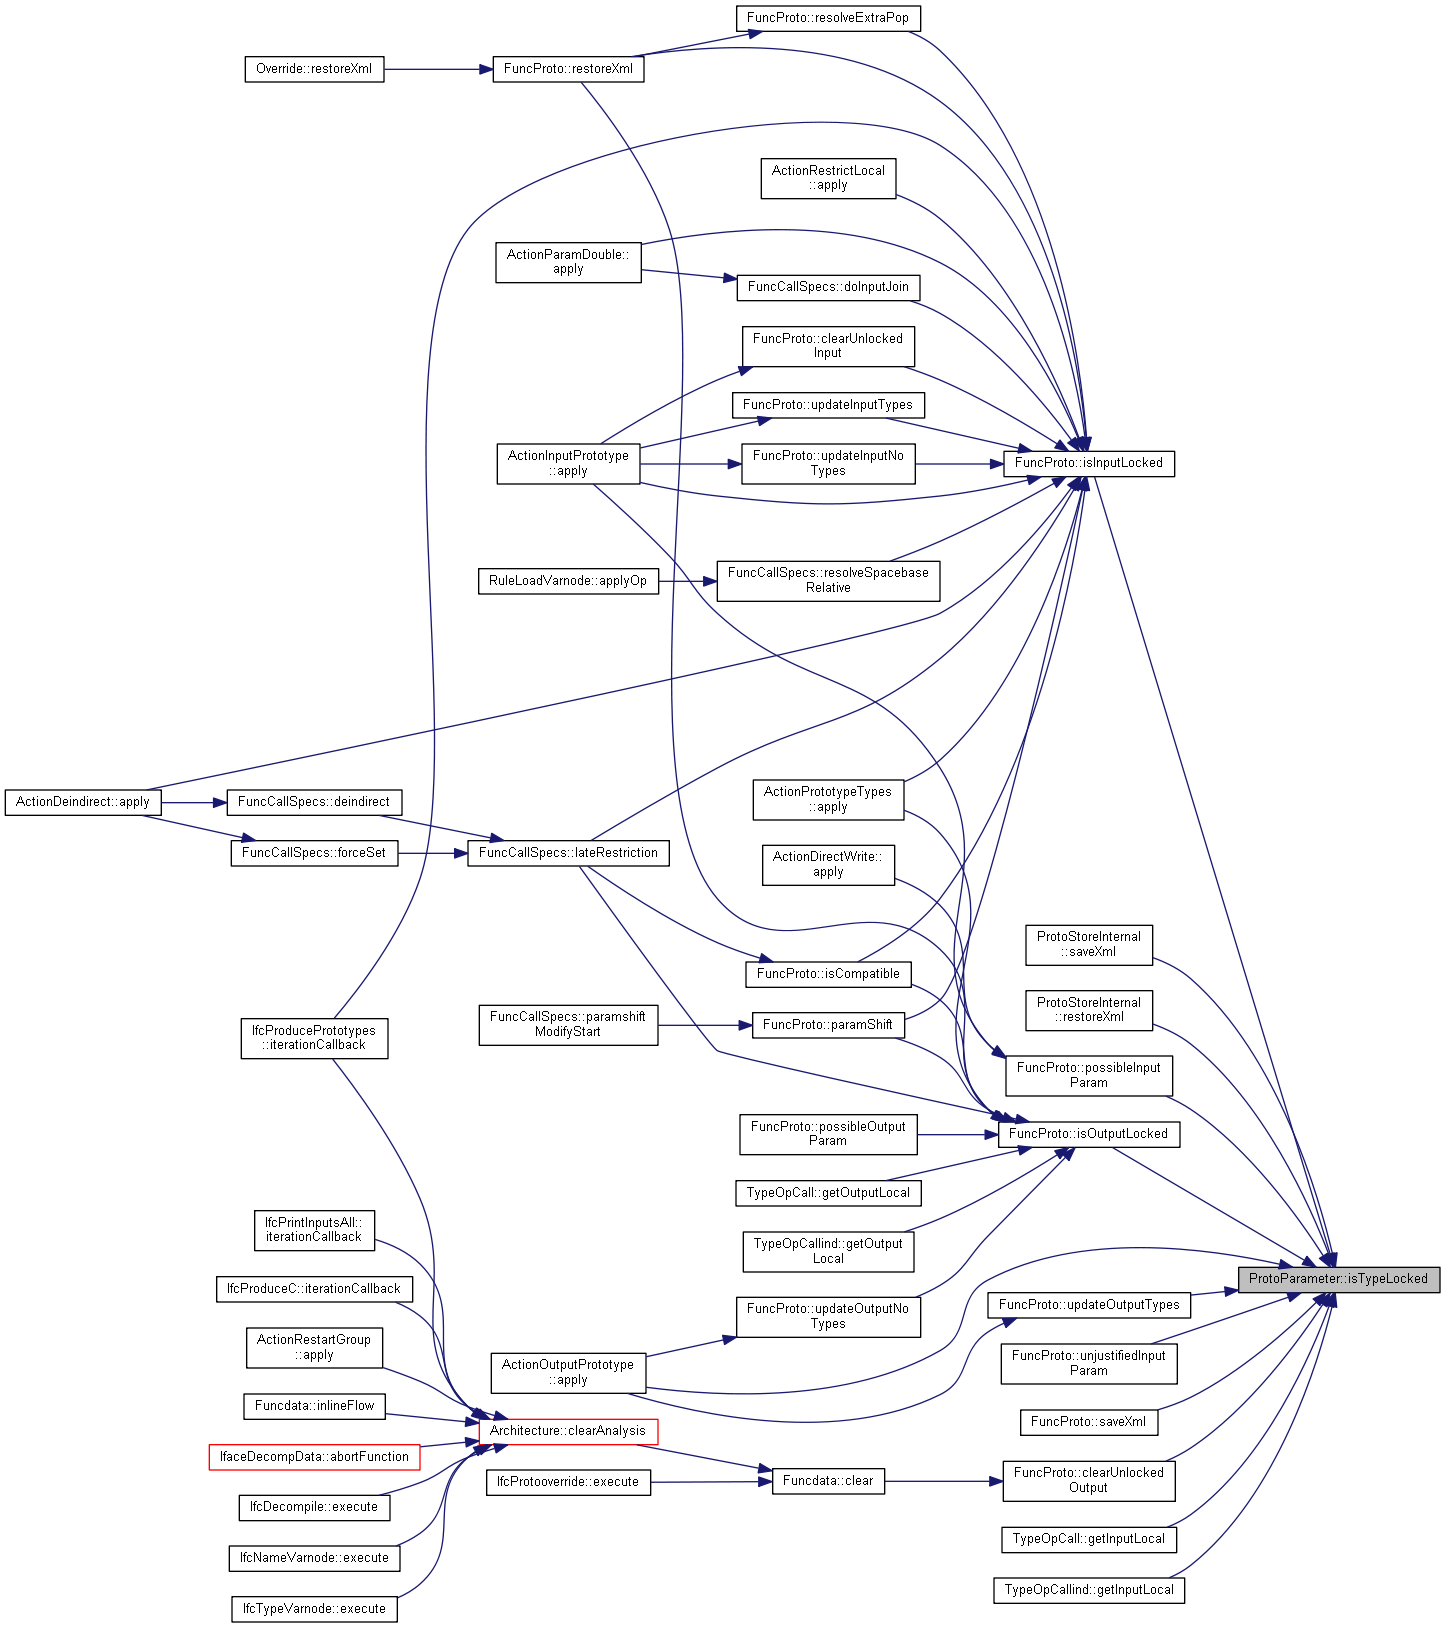 FuncProto::resolveExtraPop
Override::restoreXml
FuncProto::restoreXml
ActionRestrictLocal
::apply
ActionParamDouble::
apply
FuncCallSpecs::doInputJoin
FuncProto::clearUnlocked
Input
FuncProto::updateInputTypes
ActionInputPrototype
::apply
FuncProto::updateInputNo
Types
FuncProto::isInputLocked
RuleLoadVarnode::applyOp
FuncCallSpecs::resolveSpacebase
Relative
ActionDeindirect::apply
FuncCallSpecs::deindirect
ActionPrototypeTypes
::apply
FuncCallSpecs::forceSet
FuncCallSpecs::lateRestriction
ActionDirectWrite::
apply
ProtoStoreInternal
::saveXml
FuncProto::isCompatible
ProtoStoreInternal
::restoreXml
IfcProducePrototypes
::iterationCallback
FuncCallSpecs::paramshift
ModifyStart
FuncProto::paramShift
FuncProto::possibleInput
Param
FuncProto::possibleOutput
Param
FuncProto::isOutputLocked
TypeOpCall::getOutputLocal
IfcPrintInputsAll::
iterationCallback
TypeOpCallind::getOutput
Local
ProtoParameter::isTypeLocked
IfcProduceC::iterationCallback
FuncProto::updateOutputNo
Types
FuncProto::updateOutputTypes
ActionRestartGroup
::apply
ActionOutputPrototype
::apply
FuncProto::unjustifiedInput
Param
Funcdata::inlineFlow
FuncProto::saveXml
Architecture::clearAnalysis
IfaceDecompData::abortFunction
IfcProtooverride::execute
Funcdata::clear
FuncProto::clearUnlocked
Output
IfcDecompile::execute
TypeOpCall::getInputLocal
IfcNameVarnode::execute
TypeOpCallind::getInputLocal
IfcTypeVarnode::execute